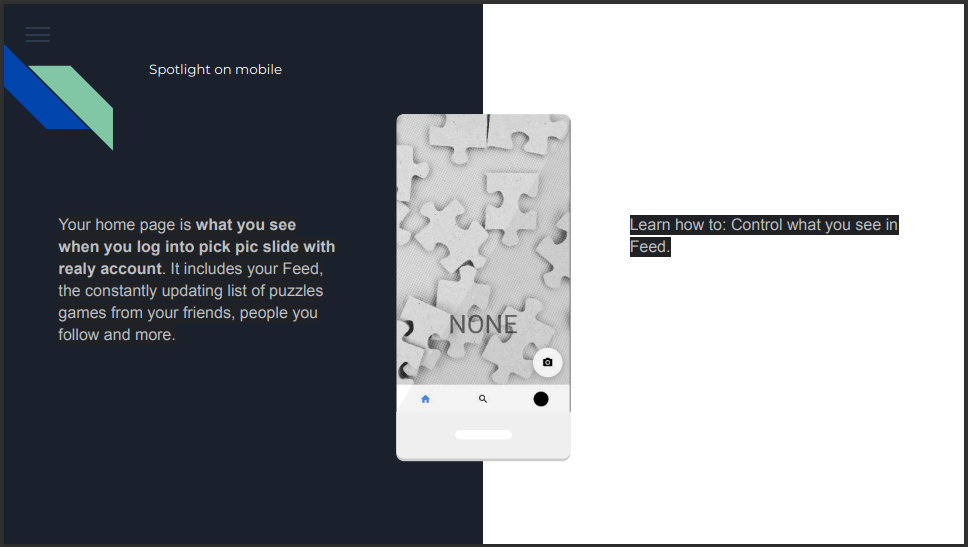 Spotlight on mobile
Your home page is what you see
when you log into pick pic slide with
realy account. It includes your Feed,
the constantly updating list of puzzles
games from your friends, people you
follow and more.
NONE
Learn how to: Control what you see in
Feed.